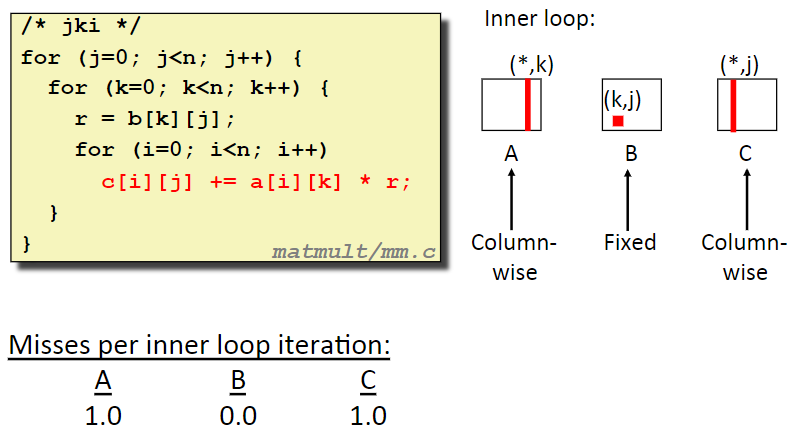 /* jki */
for (j=0; j<n; j++) {
for (k=0; k<n; k++) {
r = b[k][j];
for (i=0; i<n; i++)
c[i][j] += a[i][k] * r;
}
}
matmult/mm.c
Inner loop:
(*,k)
(k,j)
(*,j)
A
B
C
Column-
wise
Fixed
Column-
wise
Misses per inner loop iteration:
A B C
1.0 0.0 1.0